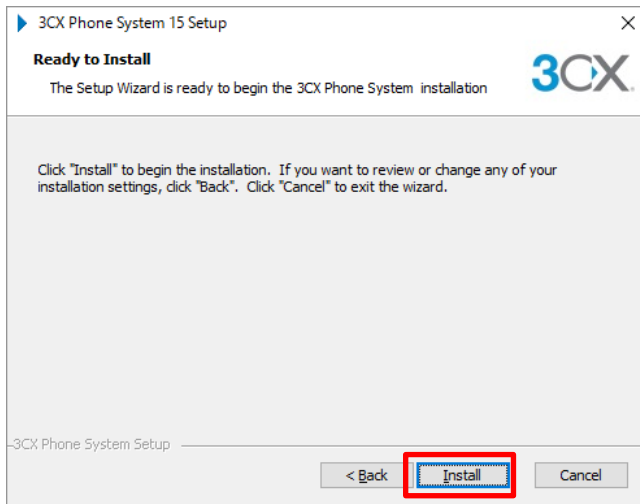 3CX Phone System 15 Setup
Ready to Install
The Setup Wizard is ready to begin the 3CX Phone System installation
3CX
Click "Install" to begin the installation. If you want to review or change any of your
installation settings, click "Back". Click "Cancel" to exit the wizard.
3CX Phone System Setup
< Back
Install
Cancel